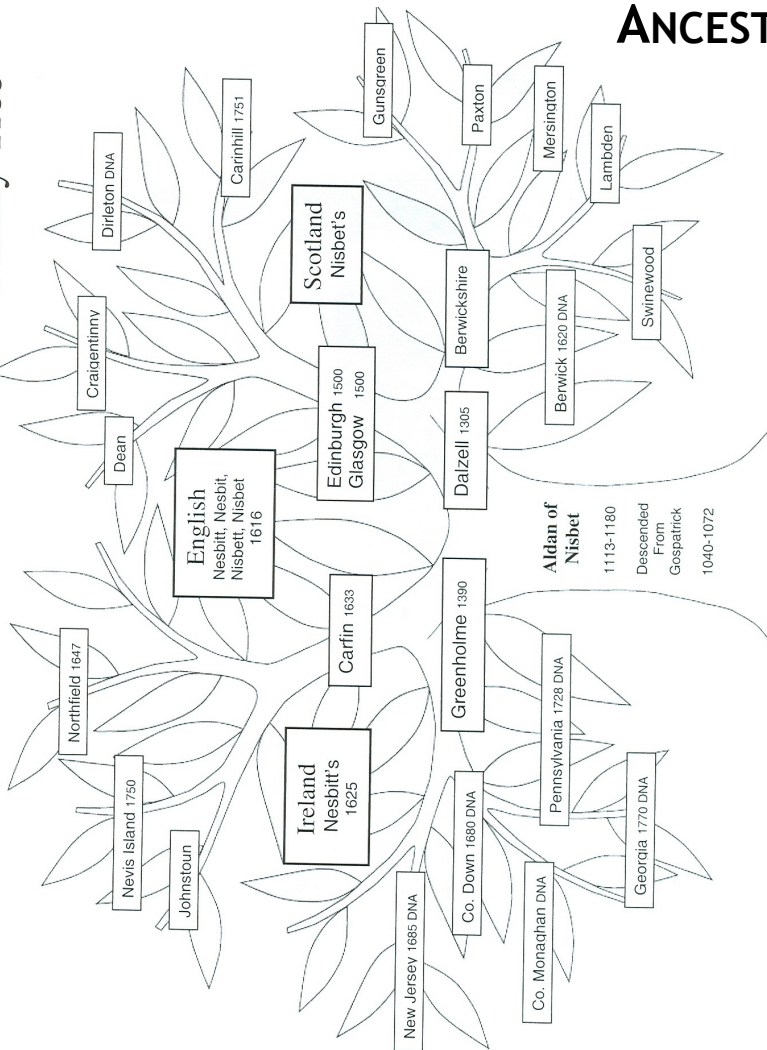 ANCEST
Northfield 1647
Dean
Craigentinny
Dirleton DNA
Nevis Island 1750
Johnstoun
English
Nesbitt, Nesbit,
Nisbett, Nisbet
1616
Carinhill 1751
Ireland
Nesbitt's
1625
Carfin 1633
Edinburgh 1500
Glasgow 1500
Scotland
Nisbet's
Gunsgreen
New Jersey 1685 DNA
Co. Down 1680 DNA
Greenholme 1390
Dalzell 1305
Berwickshire
Paxton
Co. Monaghan DNA
Pennsylvania 1728 DNA
Aldan of
Nisbet
1113-1180
Descended
From
Gospatrick
1040-1072
Berwick 1620 DNA
Mersington
Lambden
Georgia 1770 DNA
Swinewood